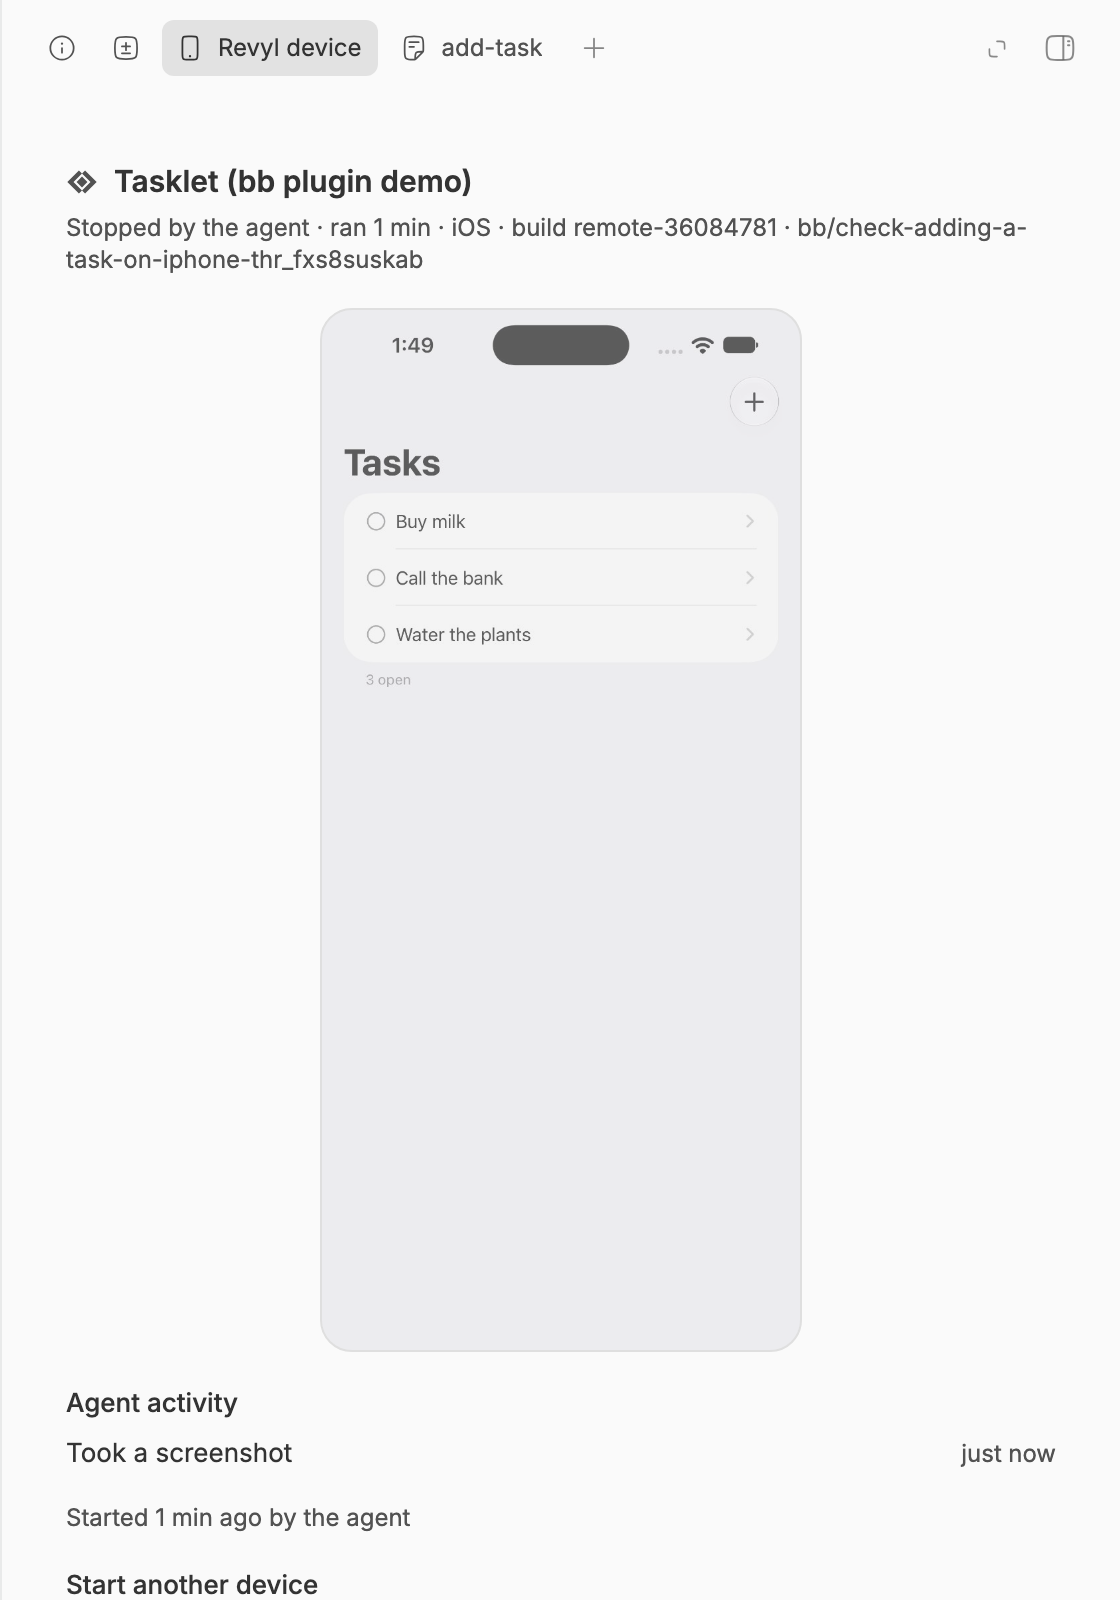 Revyl device
add-task
Tasklet (bb plugin demo)
Stopped by the agent · ran 1 min · iOS · build remote-36084781 · bb/check-adding-a-
task-on-iphone-thr_fxs8suskab
1:49
Tasks
Buy milk
Call the bank
Water the plants
3 open
Agent activity
Took a screenshot
just now
Started 1 min ago by the agent
Start another device